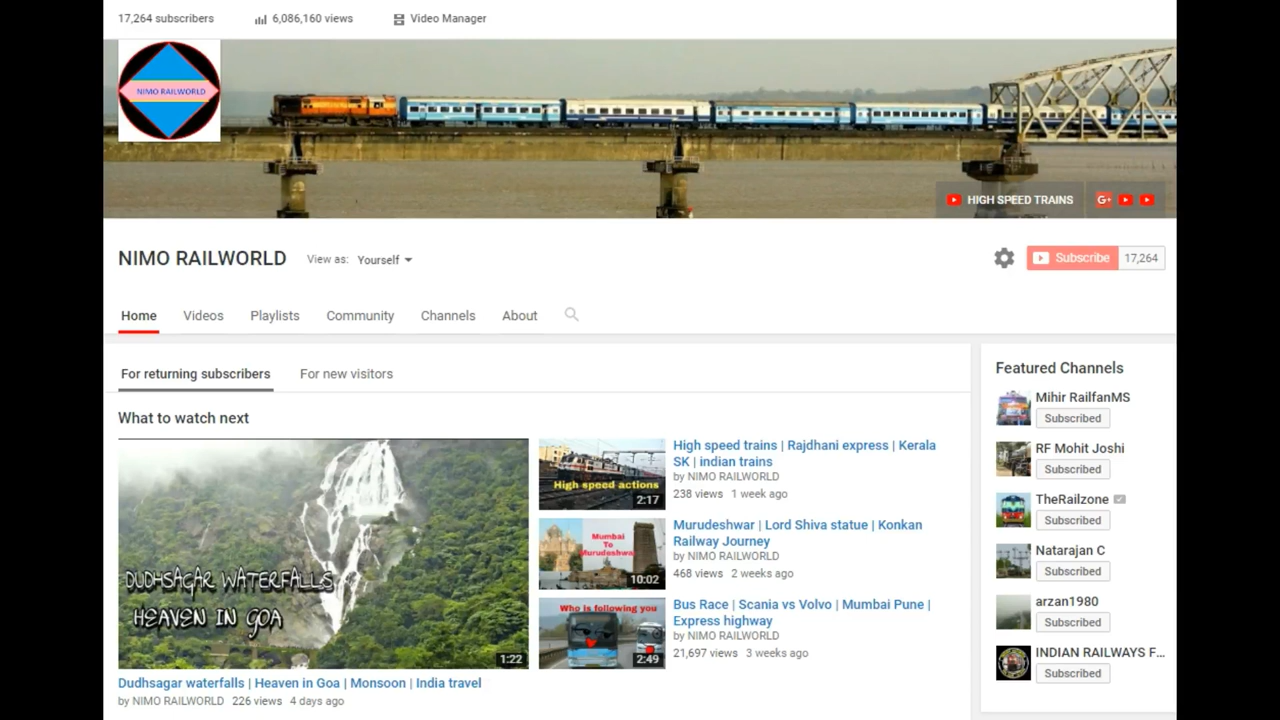 17,264 subscribers
6,086,160 views
Video Manager
NIMO RAILWORLD
HIGH SPEED TRAINS
G+
NIMO RAILWORLD
View as: Yourself
Subscribe 17,264
Home Videos Playlists Community Channels About
For returning subscribers For new visitors
What to watch next
DUDHSAGAR WATERFALLS
HEAVEN IN GOA
1:22
Dudhsagar waterfalls | Heaven in Goa | Monsoon | India travel
by NIMO RAILWORLD 226 views 4 days ago
High speed actions
2:17
High speed trains | Rajdhani express | Kerala
SK | indian trains
by NIMO RAILWORLD
238 views 1 week ago
Mumbai
To
Murudeshwar
10:02
Murudeshwar | Lord Shiva statue | Konkan
Railway Journey
by NIMO RAILWORLD
468 views 2 weeks ago
Who is following you
2:49
Bus Race | Scania vs Volvo | Mumbai Pune |
Express highway
by NIMO RAILWORLD
21,697 views 3 weeks ago
Featured Channels
Mihir RailfanMS
Subscribed
RF Mohit Joshi
Subscribed
TheRailzone
Subscribed
Natarajan C
Subscribed
arzan1980
Subscribed
INDIAN RAILWAYS F...
Subscribed